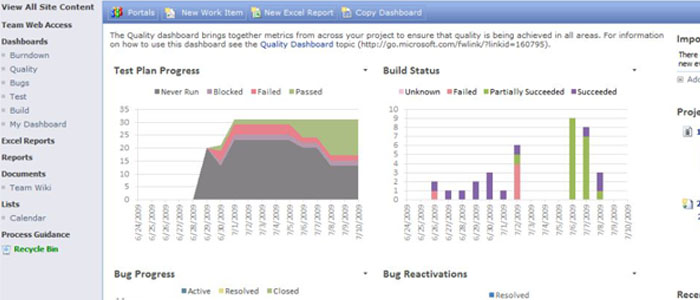 View All Site Content
Team Web Access
Dashboards
Burndown
Quality
Bugs
Test
Build
My Dashboard
Excel Reports
Reports
Documents
Team Wiki
Lists
Calendar
Process Guidance
Recycle Bin
Portals New Work Item New Excel Report Copy Dashboard
The Quality dashboard brings together metrics from across your project to ensure that quality is being achieved in all areas. For information
on how to use this dashboard see the Quality Dashboard topic (http://go.microsoft.com/fwlink/?linkid=160795).
Test Plan Progress
Never Run Blocked Failed Passed
35
30
25
20
15
10
5
0
6/24/2009 6/25/2009 6/26/2009 6/27/2009 6/28/2009 6/29/2009 6/30/2009 7/1/2009 7/2/2009 7/3/2009 7/4/2009 7/5/2009 7/6/2009 7/7/2009 7/8/2009 7/9/2009 7/10/2009
Build Status
Unknown Failed Partially Succeeded Succeeded
10
9
8
7
6
5
4
3
2
1
0
6/24/2009 6/25/2009 6/26/2009 6/27/2009 6/28/2009 6/29/2009 6/30/2009 7/1/2009 7/2/2009 7/3/2009 7/4/2009 7/5/2009 7/6/2009 7/7/2009 7/8/2009 7/9/2009 7/10/2009
Bug Progress
Active Resolved Closed
Bug Reactivations
Resolved
Impo
There
new e
Ad
Proje
1
2
Rece